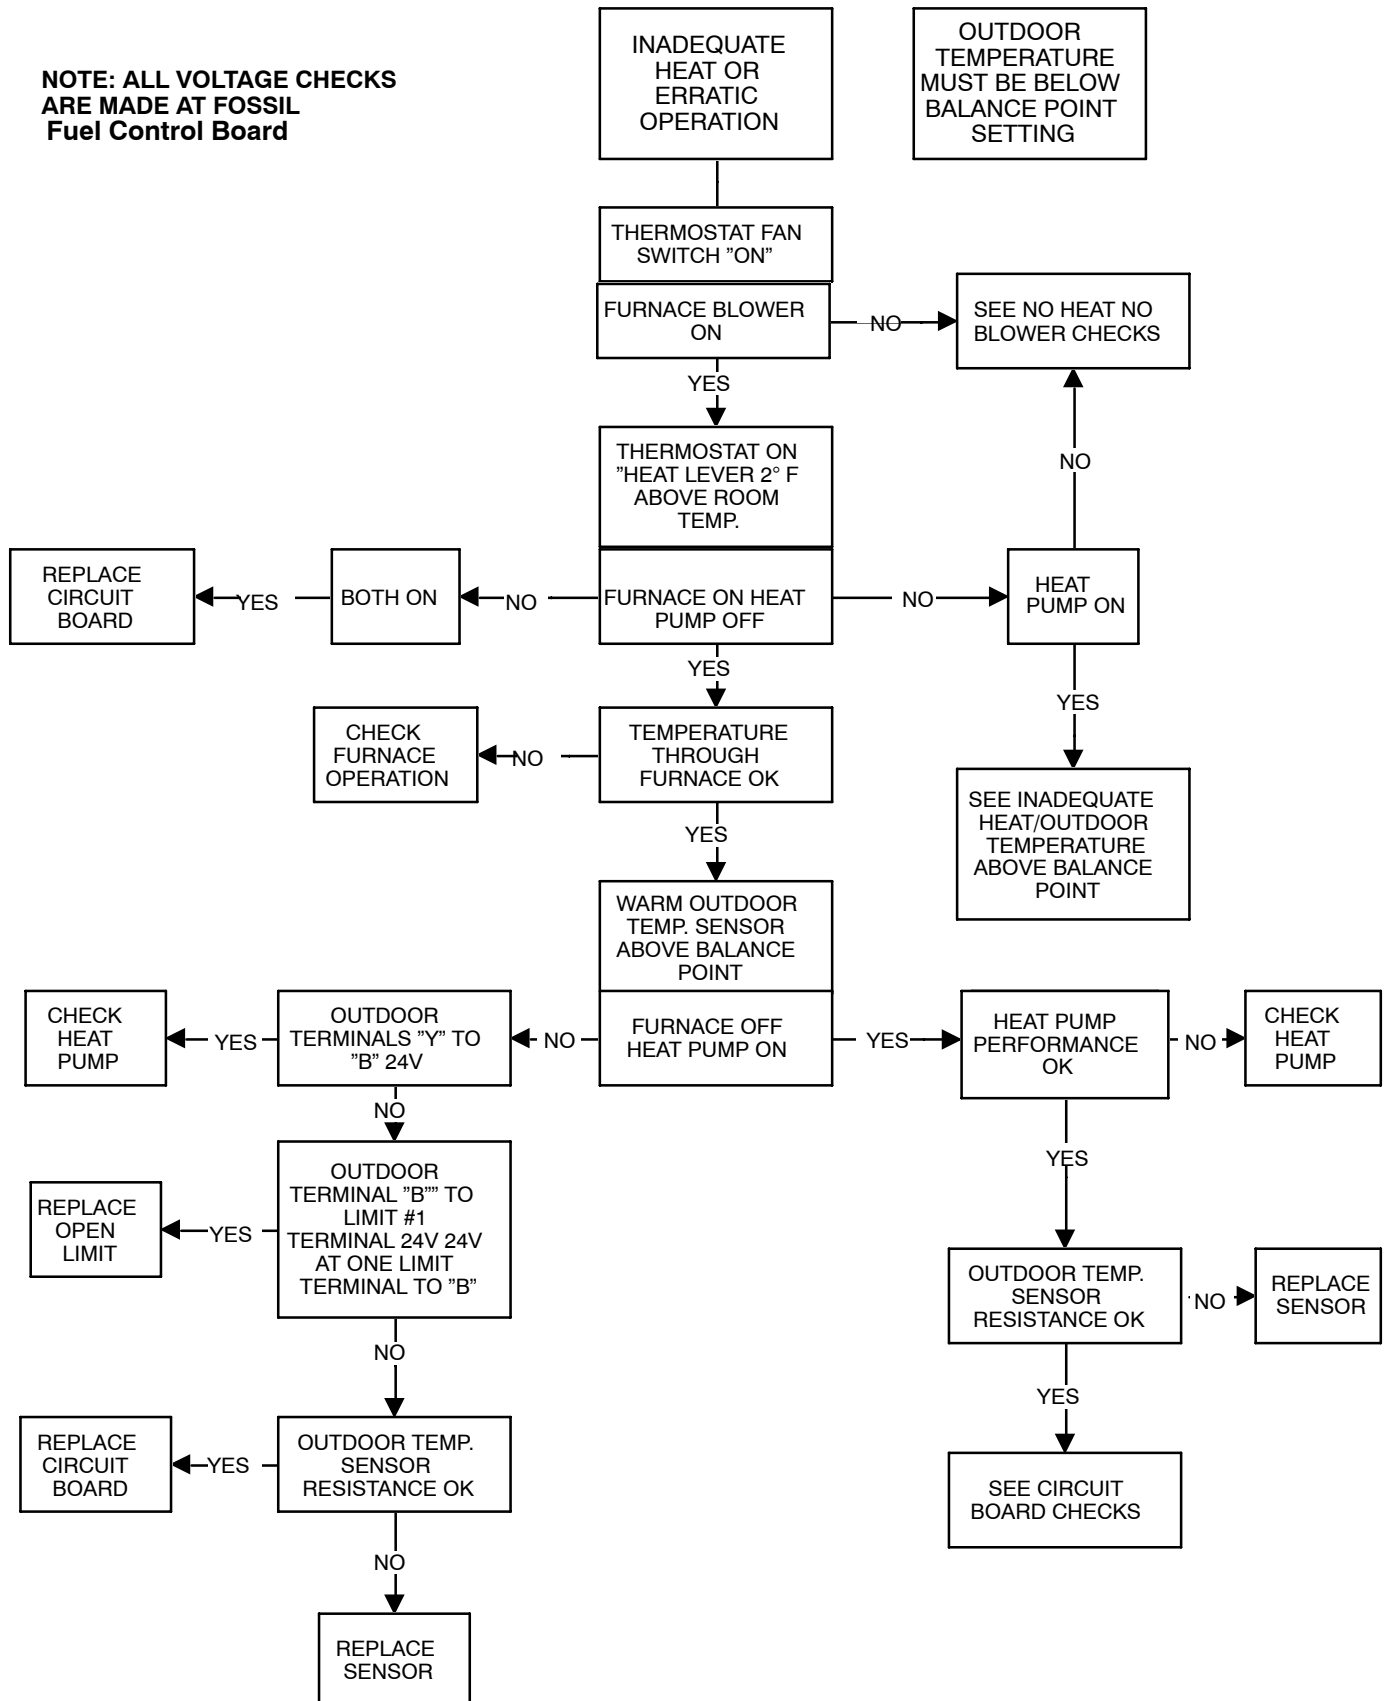 NOTE: ALL VOLTAGE CHECKS
ARE MADE AT FOSSIL
Fuel Control Board
INADEQUATE
HEAT OR
ERRATIC
OPERATION
OUTDOOR
TEMPERATURE
MUST BE BELOW
BALANCE POINT
SETTING
THERMOSTAT FAN
SWITCH ”ON”
FURNACE BLOWER
ON
NO
SEE NO HEAT NO
BLOWER CHECKS
YES
THERMOSTAT ON
”HEAT LEVER 2° F
ABOVE ROOM
TEMP.
NO
REPLACE
CIRCUIT
BOARD
YES
BOTH ON
NO
FURNACE ON HEAT
PUMP OFF
NO
HEAT
PUMP ON
YES
YES
CHECK
FURNACE
OPERATION
NO
TEMPERATURE
THROUGH
FURNACE OK
YES
SEE INADEQUATE
HEAT/OUTDOOR
TEMPERATURE
ABOVE BALANCE
POINT
WARM OUTDOOR
TEMP. SENSOR
ABOVE BALANCE
POINT
CHECK
HEAT
PUMP
YES
OUTDOOR
TERMINALS ”Y” TO
”B” 24V
NO
FURNACE OFF
HEAT PUMP ON
YES
HEAT PUMP
PERFORMANCE
OK
NO
CHECK
HEAT
PUMP
NO
YES
REPLACE
OPEN
LIMIT
YES
OUTDOOR
TERMINAL ”B”” TO
LIMIT #1
TERMINAL 24V 24V
AT ONE LIMIT
TERMINAL TO ”B”
OUTDOOR TEMP.
SENSOR
RESISTANCE OK
NO
REPLACE
SENSOR
NO
YES
REPLACE
CIRCUIT
BOARD
YES
OUTDOOR TEMP.
SENSOR
RESISTANCE OK
SEE CIRCUIT
BOARD CHECKS
NO
REPLACE
SENSOR